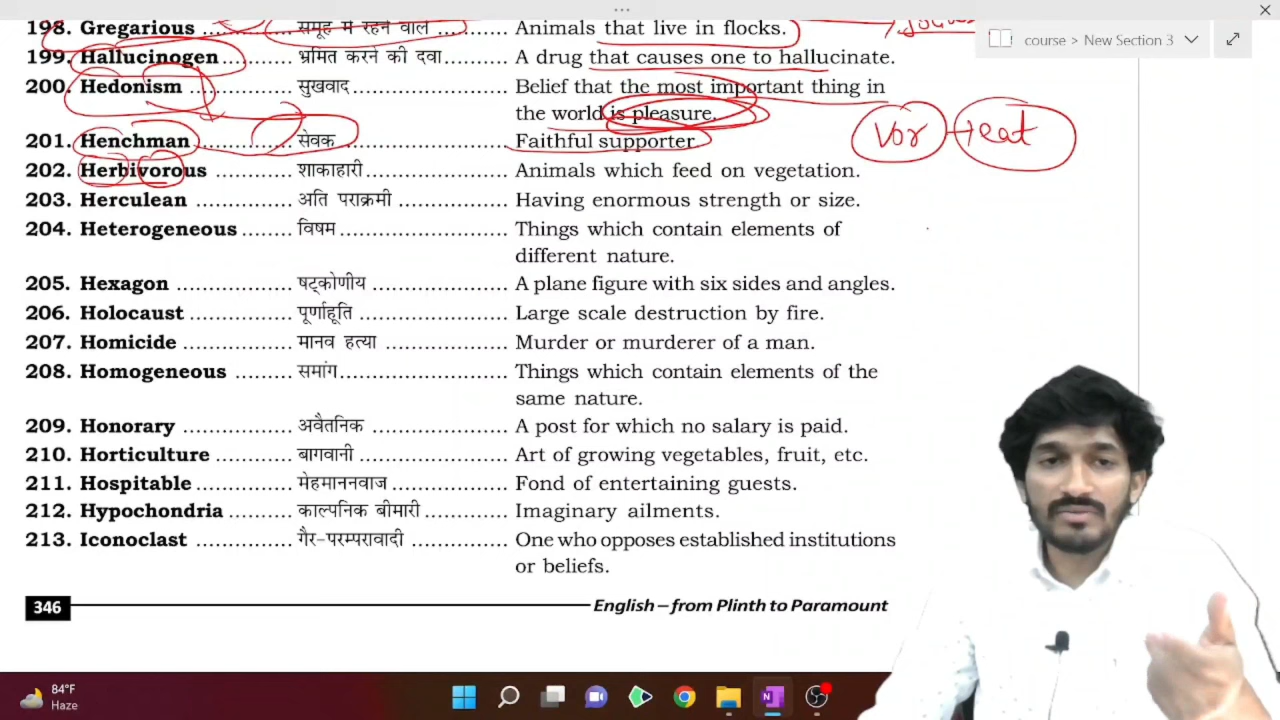 198. Gregarious ............... समूह में रहने वाले ............ Animals that live in flocks.
course > New Section 3
199. Hallucinogen .......... भ्रमित करने की दवा........... A drug that causes one to hallucinate.
200. Hedonism ............... सुखवाद ........................... Belief that the most important thing in
the world is pleasure.
Vor → eat
201. Henchman .............. सेवक .............................. Faithful supporter
202. Herbivorous ............ शाकाहारी......................... Animals which feed on vegetation.
203. Herculean ............... अति पराक्रमी .................. Having enormous strength or size.
204. Heterogeneous ........ विषम .............................. Things which contain elements of
different nature.
205. Hexagon .................. षट्कोणीय ...................... A plane figure with six sides and angles.
206. Holocaust ................ पूर्णाहूति ......................... Large scale destruction by fire.
207. Homicide ................. मानव हत्या .................... Murder or murderer of a man.
208. Homogeneous ......... समांग............................. Things which contain elements of the
same nature.
209. Honorary ................. अवैतनिक ...................... A post for which no salary is paid.
210. Horticulture ............ बागवानी ......................... Art of growing vegetables, fruit, etc.
211. Hospitable ............... मेहमाननवाज .................. Fond of entertaining guests.
212. Hypochondria .......... काल्पनिक बीमारी .............. Imaginary ailments.
213. Iconoclast ............... गैर-परम्परावादी ................ One who opposes established institutions
or beliefs.
346
English – from Plinth to Paramount
84°F
Haze